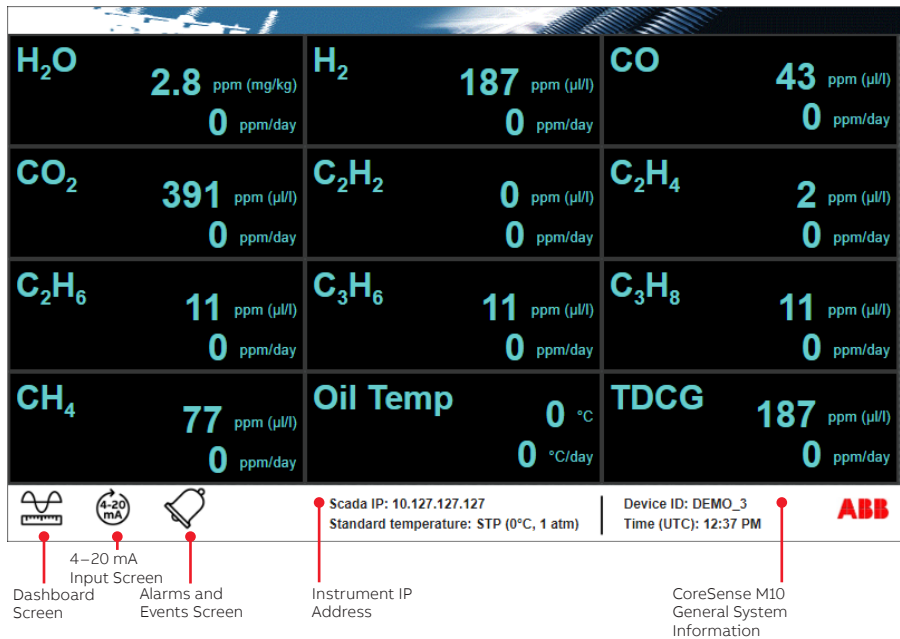 H₂O
2.8 ppm (mg/kg)
0 ppm/day
H₂
187 ppm (µl/l)
0 ppm/day
CO
43 ppm (µl/l)
0 ppm/day
CO₂
391 ppm (µl/l)
0 ppm/day
C₂H₂
0 ppm (µl/l)
0 ppm/day
C₂H₄
2 ppm (µl/l)
0 ppm/day
C₂H₆
11 ppm (µl/l)
0 ppm/day
C₃H₆
11 ppm (µl/l)
0 ppm/day
C₃H₈
11 ppm (µl/l)
0 ppm/day
CH₄
77 ppm (µl/l)
0 ppm/day
Oil Temp
0 °C
0 °C/day
TDCG
187 ppm (µl/l)
0 ppm/day
4-20
mA
Scada IP: 10.127.127.127
Standard temperature: STP (0°C, 1 atm)
Device ID: DEMO_3
Time (UTC): 12:37 PM
ABB
Dashboard
Screen
4–20 mA
Input Screen
Alarms and
Events Screen
Instrument IP
Address
CoreSense M10
General System
Information